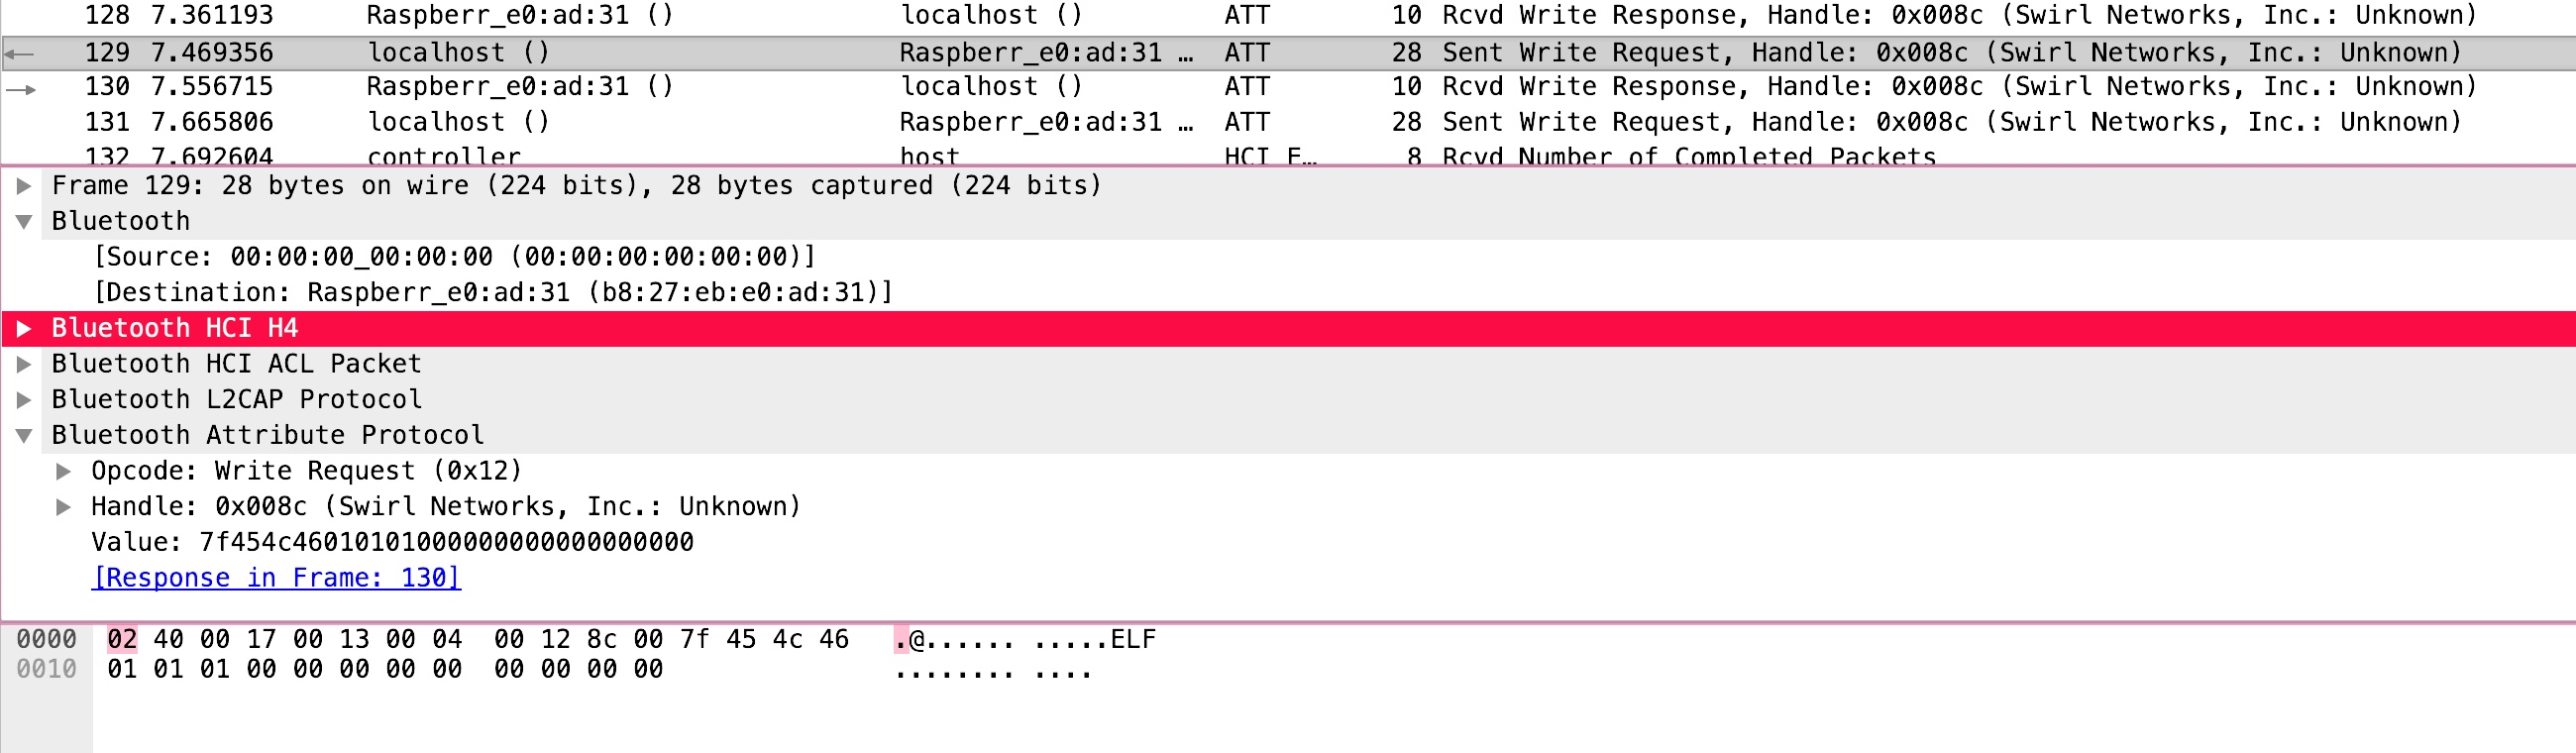 128 7.361193 Raspberr_e0:ad:31 () localhost () ATT 10 Rcvd Write Response, Handle: 0x008c (Swirl Networks, Inc.: Unknown)
129 7.469356 localhost () Raspberr_e0:ad:31 … ATT 28 Sent Write Request, Handle: 0x008c (Swirl Networks, Inc.: Unknown)
130 7.556715 Raspberr_e0:ad:31 () localhost () ATT 10 Rcvd Write Response, Handle: 0x008c (Swirl Networks, Inc.: Unknown)
131 7.665806 localhost () Raspberr_e0:ad:31 … ATT 28 Sent Write Request, Handle: 0x008c (Swirl Networks, Inc.: Unknown)
132 7.692604 controller host HCI E… 8 Rcvd Number of Completed Packets
Frame 129: 28 bytes on wire (224 bits), 28 bytes captured (224 bits)
Bluetooth
[Source: 00:00:00_00:00:00 (00:00:00:00:00:00)]
[Destination: Raspberr_e0:ad:31 (b8:27:eb:e0:ad:31)]
Bluetooth HCI H4
Bluetooth HCI ACL Packet
Bluetooth L2CAP Protocol
Bluetooth Attribute Protocol
Opcode: Write Request (0x12)
Handle: 0x008c (Swirl Networks, Inc.: Unknown)
Value: 7f454c46010101000000000000000000
[Response in Frame: 130]
0000 02 40 00 17 00 13 00 04 00 12 8c 00 7f 45 4c 46 .@...... .....ELF
0010 01 01 01 00 00 00 00 00 00 00 00 00 ........ ....